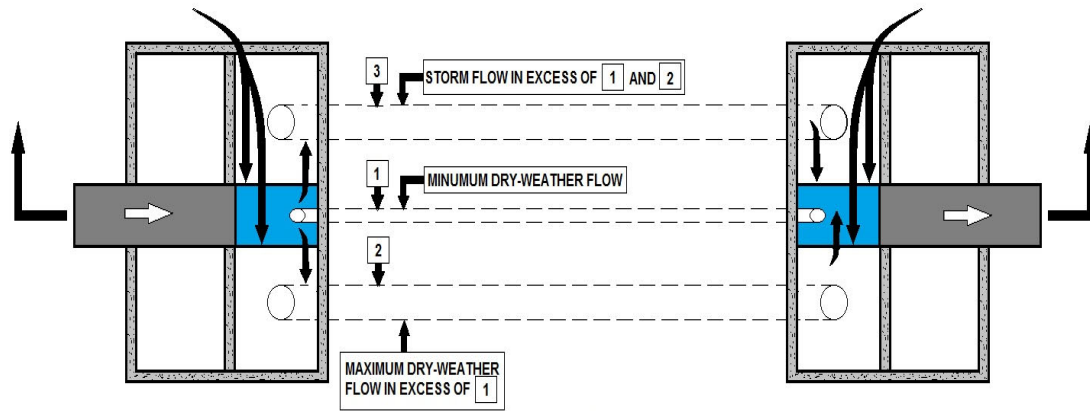 3
STORM FLOW IN EXCESS OF 1 AND 2
1
MINUMUM DRY-WEATHER FLOW
2
MAXIMUM DRY-WEATHER
FLOW IN EXCESS OF 1